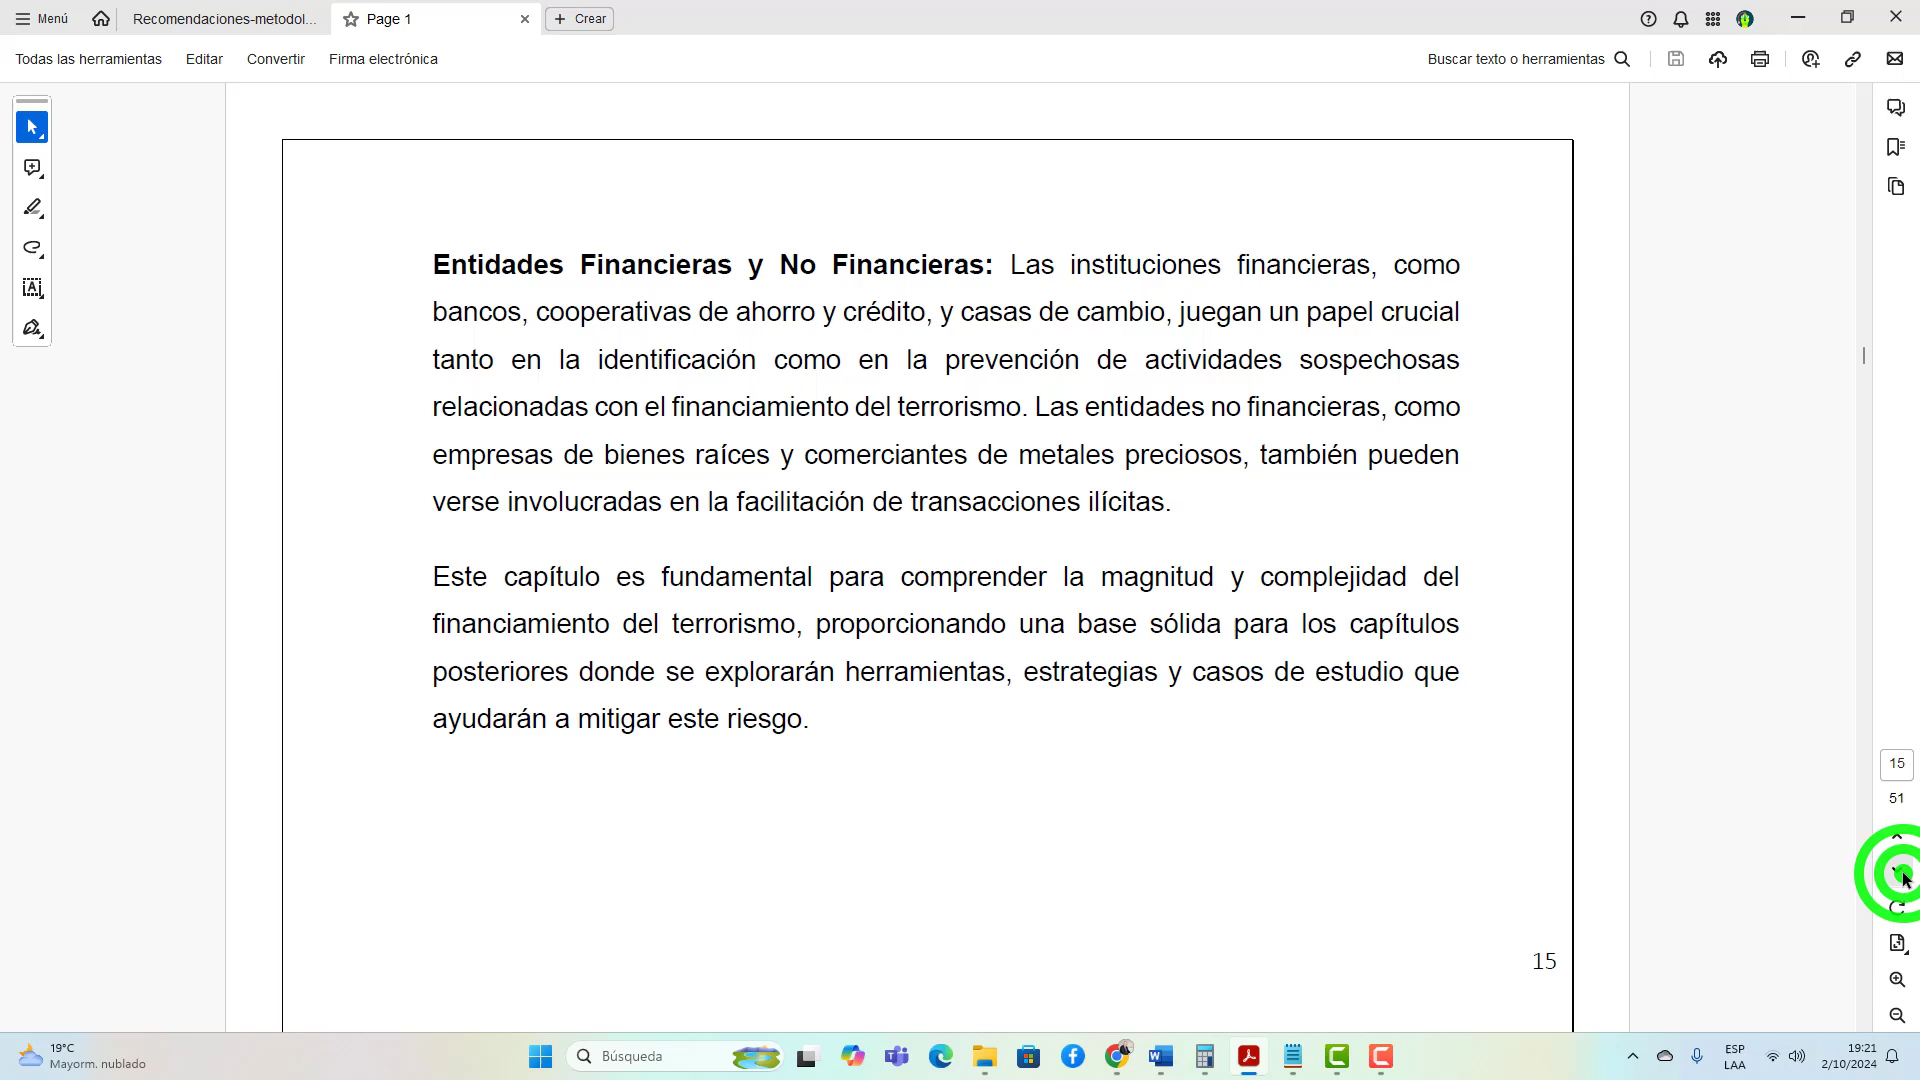 Menú
Recomendaciones-metodol...
Page 1
Crear
Todas las herramientas
Editar
Convertir
Firma electrónica
Buscar texto o herramientas
Entidades Financieras y No Financieras: Las instituciones financieras, como
bancos, cooperativas de ahorro y crédito, y casas de cambio, juegan un papel crucial
tanto en la identificación como en la prevención de actividades sospechosas
relacionadas con el financiamiento del terrorismo. Las entidades no financieras, como
empresas de bienes raíces y comerciantes de metales preciosos, también pueden
verse involucradas en la facilitación de transacciones ilícitas.
Este capítulo es fundamental para comprender la magnitud y complejidad del
financiamiento del terrorismo, proporcionando una base sólida para los capítulos
posteriores donde se explorarán herramientas, estrategias y casos de estudio que
ayudarán a mitigar este riesgo.
15
15
51
19°C
Mayorm. nublado
Búsqueda
ESP
LAA
19:21
2/10/2024